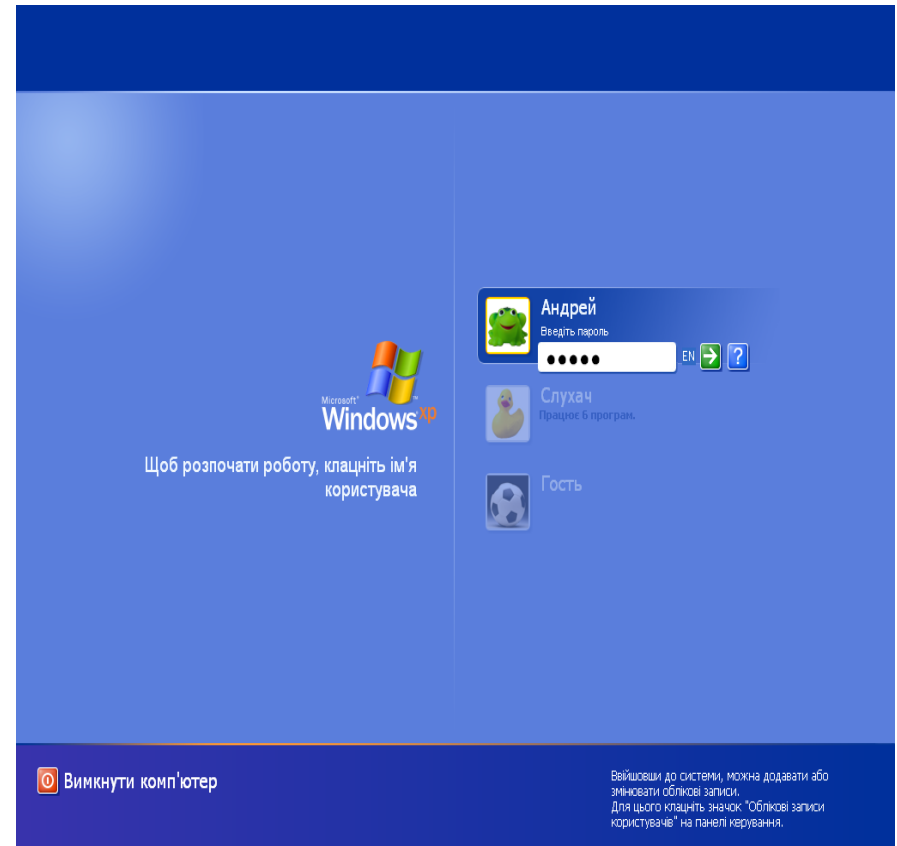 Андрей
Введіть пароль
EN
?
Microsoft®
Windows xp
Слухач
Працює 6 програн.
Щоб розпочати роботу, клацніть ім'я
користувача
Гость
Вимкнути комп'ютер
Ввійшовши до системи, можна додавати або
змінювати облікові записи.
Для цього клацніть значок "Облікові записи
користувачів" на панелі керування.